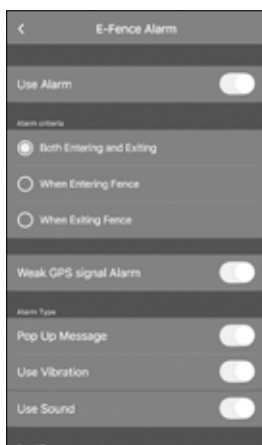 E-Fence Alarm
Use Alarm
Alarm criteria
Both Entering and Exiting
When Entering Fence
When Exiting Fence
Weak GPS signal Alarm
Alarm Type
Pop Up Message
Use Vibration
Use Sound